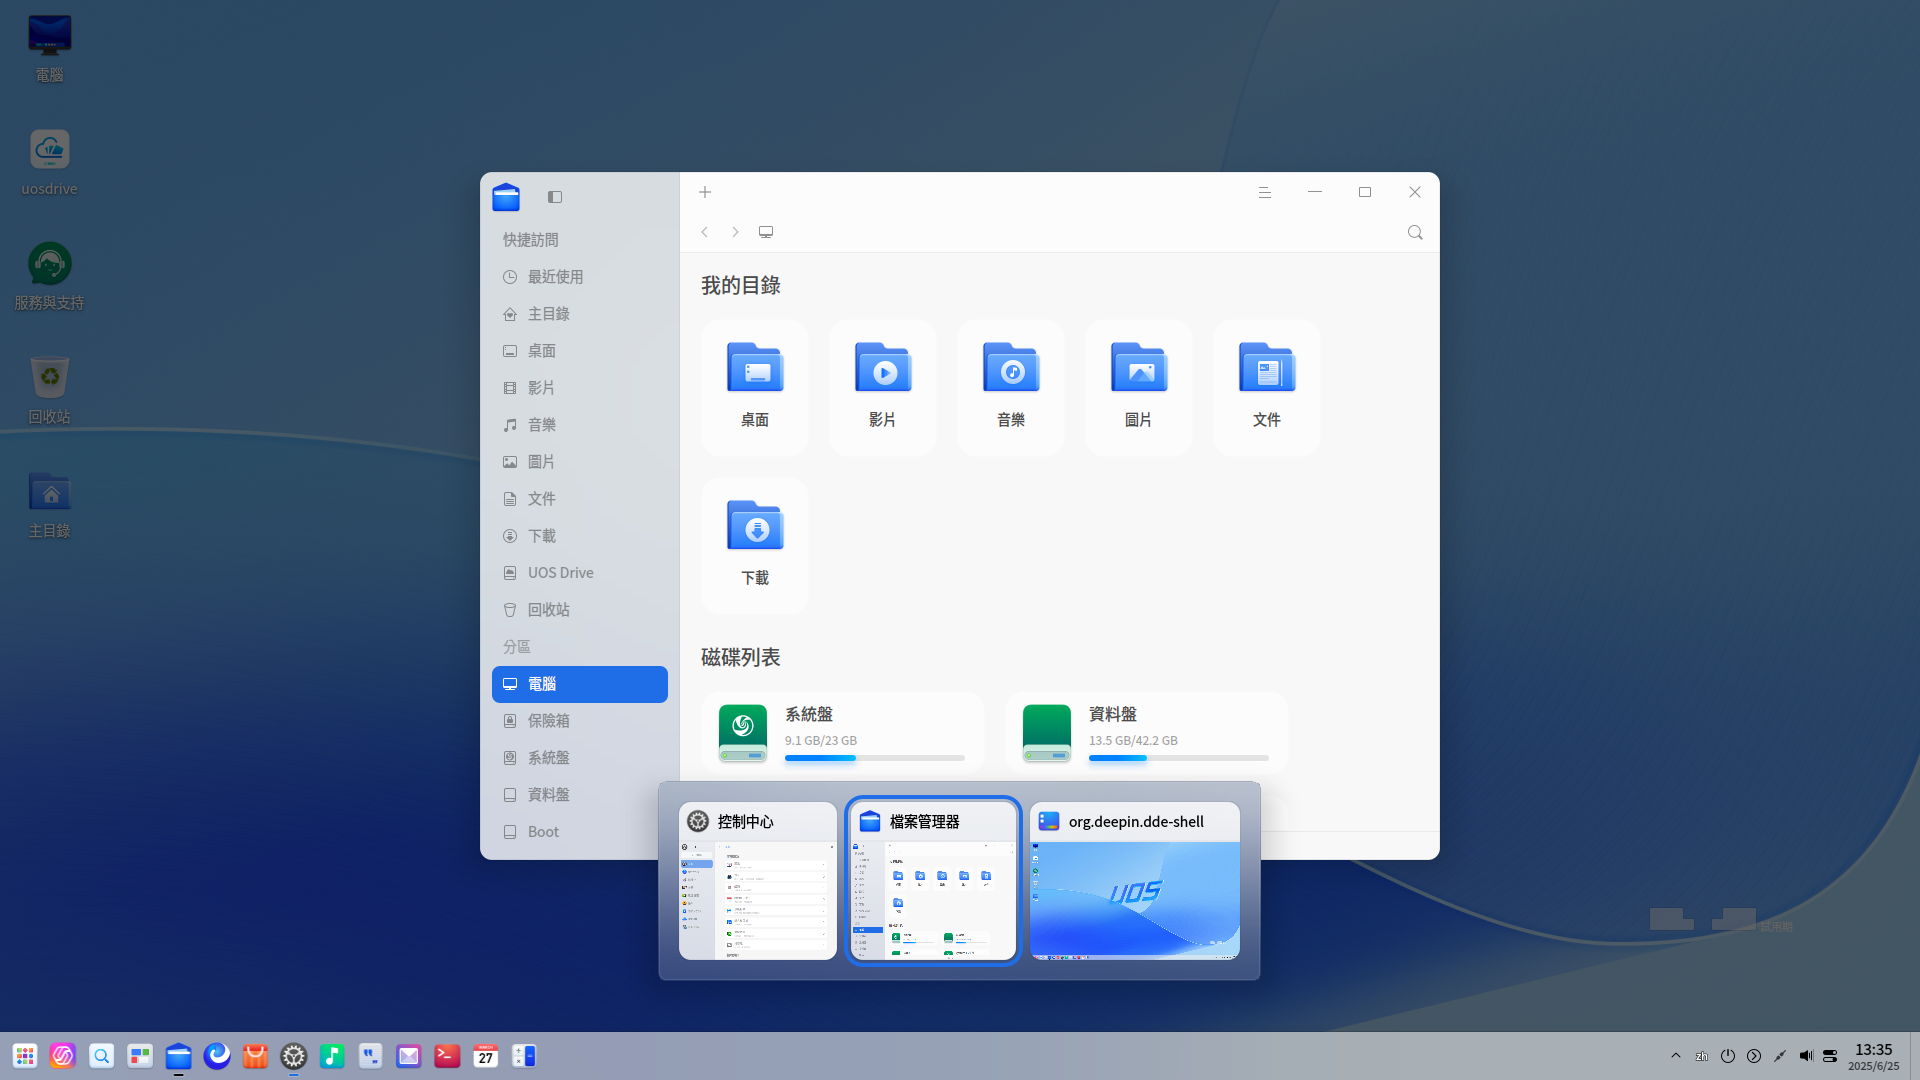 電腦
uosdrive
服務與支持
回收站
主目錄
快捷訪問
最近使用
主目錄
桌面
影片
音樂
圖片
文件
下載
UOS Drive
回收站
分區
電腦
保險箱
系統盤
資料盤
Boot
我的目錄
桌面
影片
音樂
圖片
文件
下載
磁碟列表
系統盤
9.1 GB/23 GB
資料盤
13.5 GB/42.2 GB
控制中心
檔案管理器
org.deepin.dde-shell
UOS
試用期
27
zh
13:35
2025/6/25